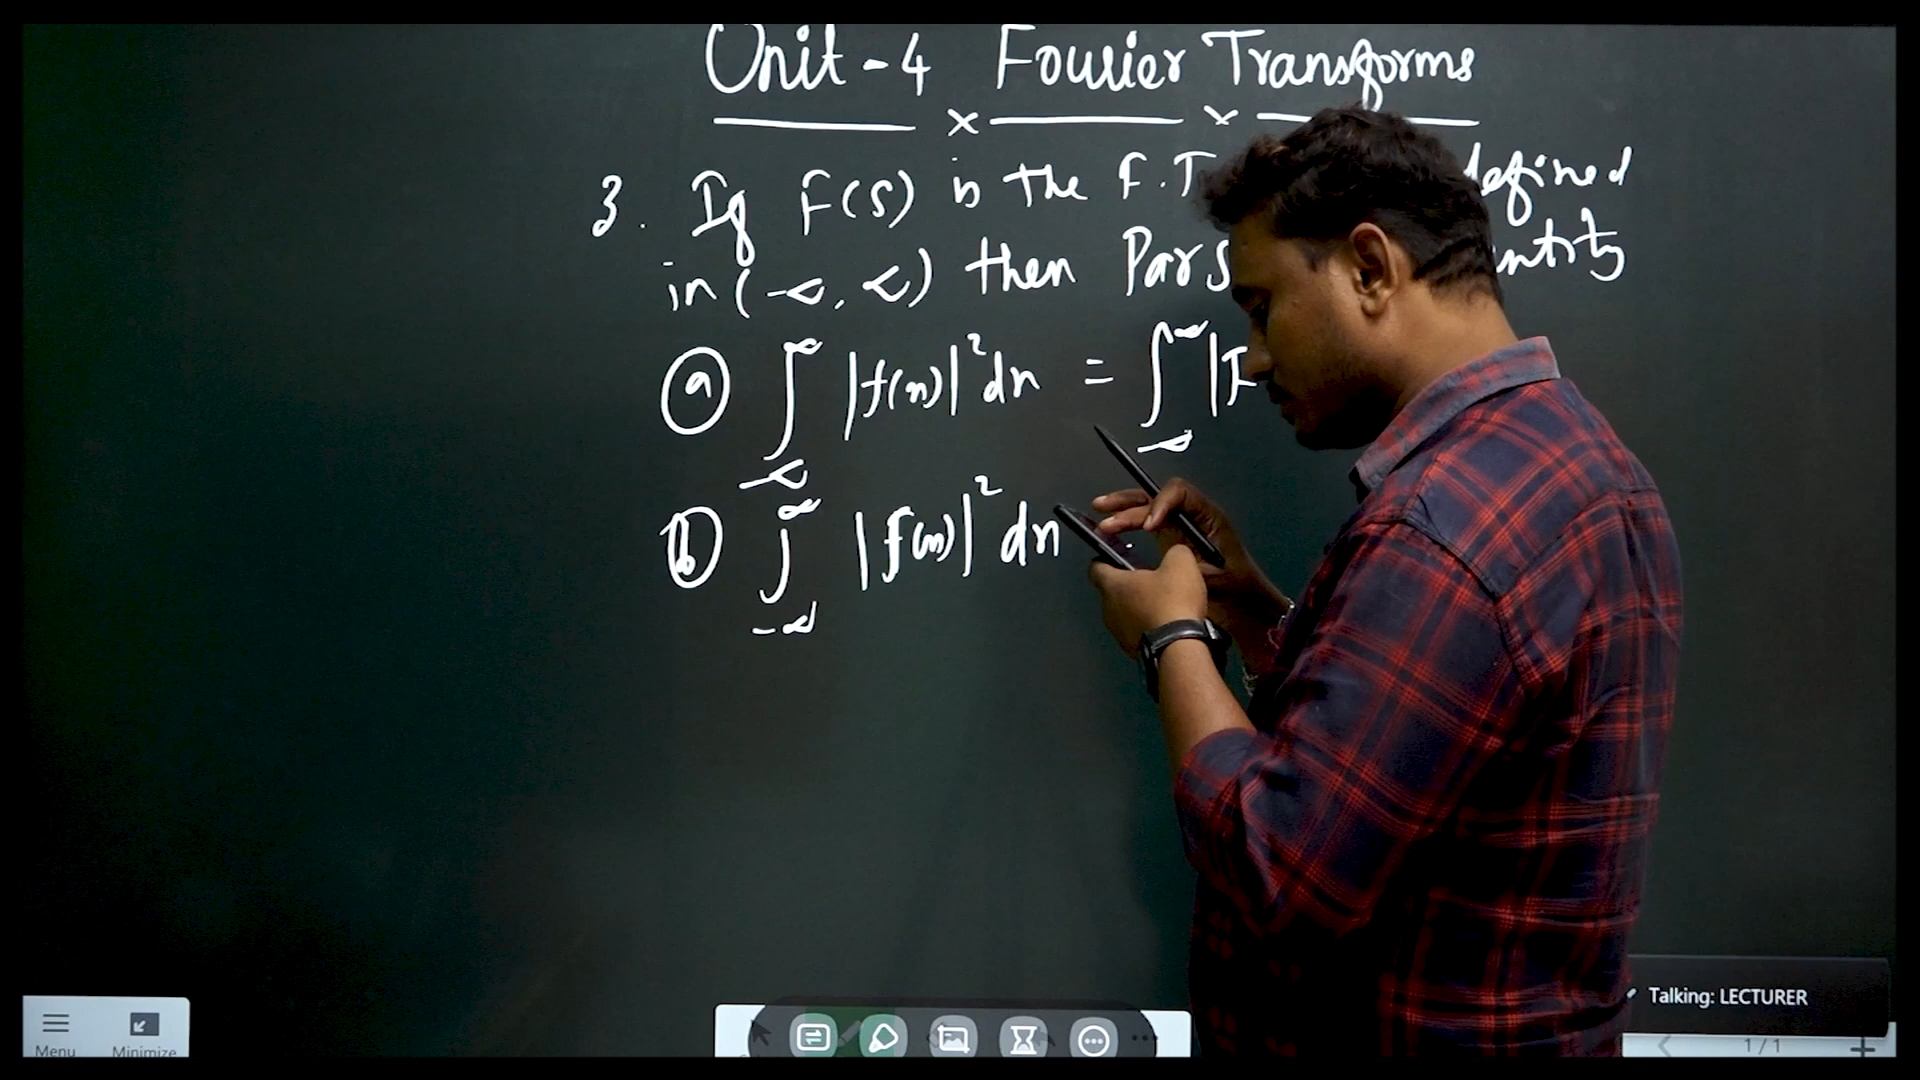 Unit - 4 Fourier Transforms
3. If F(S) is the F.T defined
in (-∞, ∞) then
ⓐ ∫_{-∞}^{∞} |f(x)|² dx = ∫_{-∞}^{∞} |F
ⓑ ∫_{-∞}^{∞} |f(x)|² dx
Talking: LECTURER
Menu Minimize
1 / 1